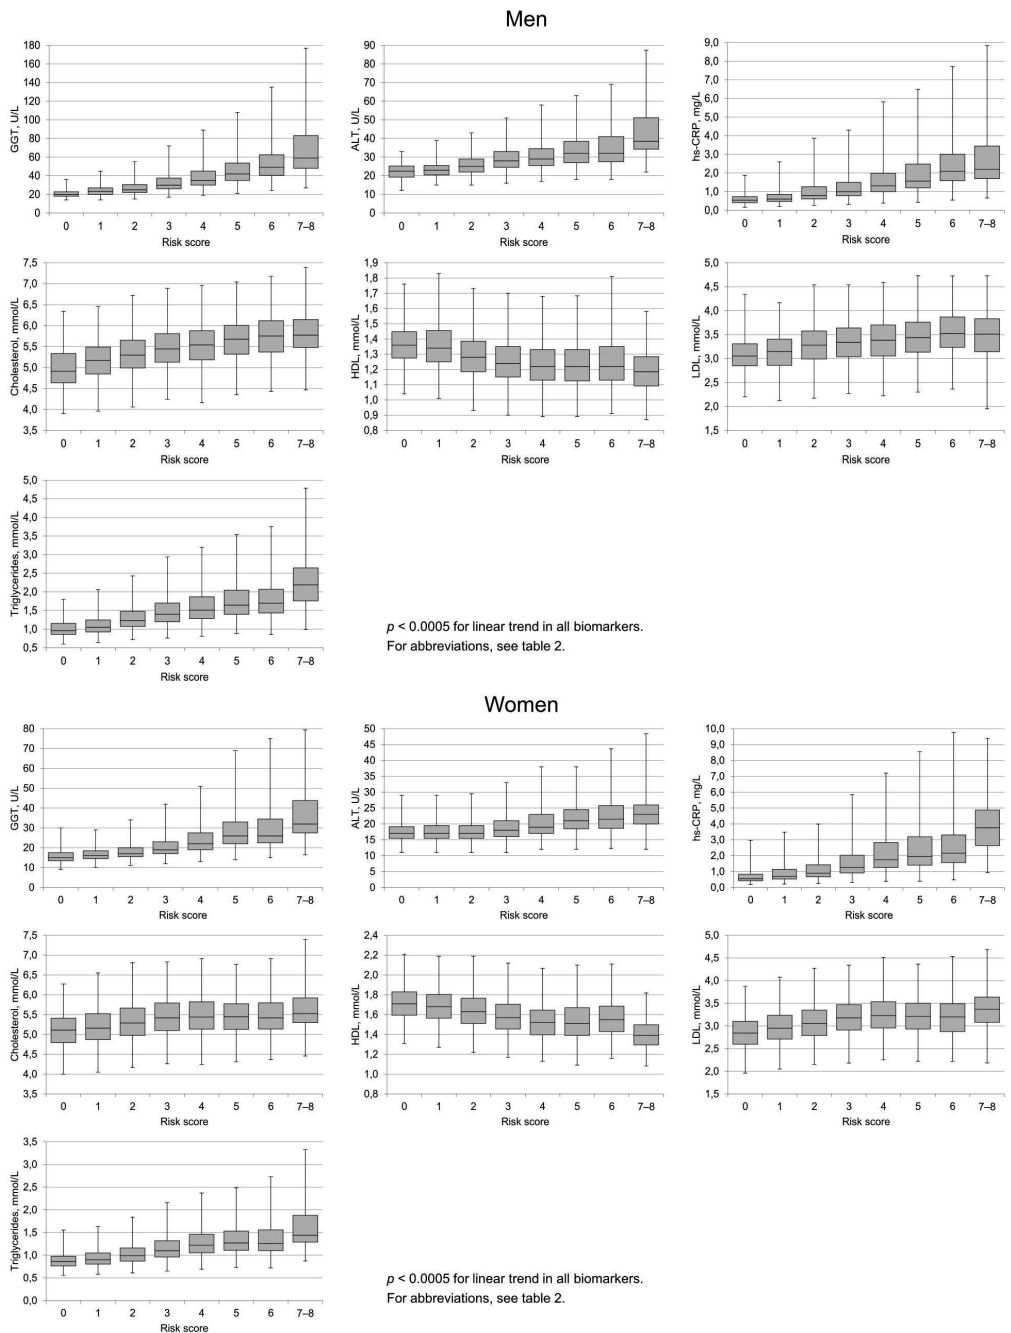 Men
GGT, U/L
180
160
140
120
100
80
60
40
20
0
0 1 2 3 4 5 6 7–8
Risk score
ALT, U/L
90
80
70
60
50
40
30
20
10
0
0 1 2 3 4 5 6 7–8
Risk score
hs-CRP, mg/L
9,0
8,0
7,0
6,0
5,0
4,0
3,0
2,0
1,0
0,0
0 1 2 3 4 5 6 7–8
Risk score
Cholesterol, mmol/L
7,5
7,0
6,5
6,0
5,5
5,0
4,5
4,0
3,5
0 1 2 3 4 5 6 7–8
Risk score
HDL, mmol/L
1,9
1,8
1,7
1,6
1,5
1,4
1,3
1,2
1,1
1,0
0,9
0,8
0 1 2 3 4 5 6 7–8
Risk score
LDL, mmol/L
5,0
4,5
4,0
3,5
3,0
2,5
2,0
1,5
0 1 2 3 4 5 6 7–8
Risk score
Triglycerides, mmol/L
5,0
4,5
4,0
3,5
3,0
2,5
2,0
1,5
1,0
0,5
0 1 2 3 4 5 6 7–8
Risk score
p < 0.0005 for linear trend in all biomarkers.
For abbreviations, see table 2.
Women
GGT, U/L
80
70
60
50
40
30
20
10
0
0 1 2 3 4 5 6 7–8
Risk score
ALT, U/L
50
45
40
35
30
25
20
15
10
5
0
0 1 2 3 4 5 6 7–8
Risk score
hs-CRP, mg/L
10,0
9,0
8,0
7,0
6,0
5,0
4,0
3,0
2,0
1,0
0,0
0 1 2 3 4 5 6 7–8
Risk score
Cholesterol, mmol/L
7,5
7,0
6,5
6,0
5,5
5,0
4,5
4,0
3,5
0 1 2 3 4 5 6 7–8
Risk score
HDL, mmol/L
2,4
2,2
2,0
1,8
1,6
1,4
1,2
1,0
0,8
0 1 2 3 4 5 6 7–8
Risk score
LDL, mmol/L
5,0
4,5
4,0
3,5
3,0
2,5
2,0
1,5
0 1 2 3 4 5 6 7–8
Risk score
Triglycerides, mmol/L
3,5
3,0
2,5
2,0
1,5
1,0
0,5
0,0
0 1 2 3 4 5 6 7–8
Risk score
p < 0.0005 for linear trend in all biomarkers.
For abbreviations, see table 2.